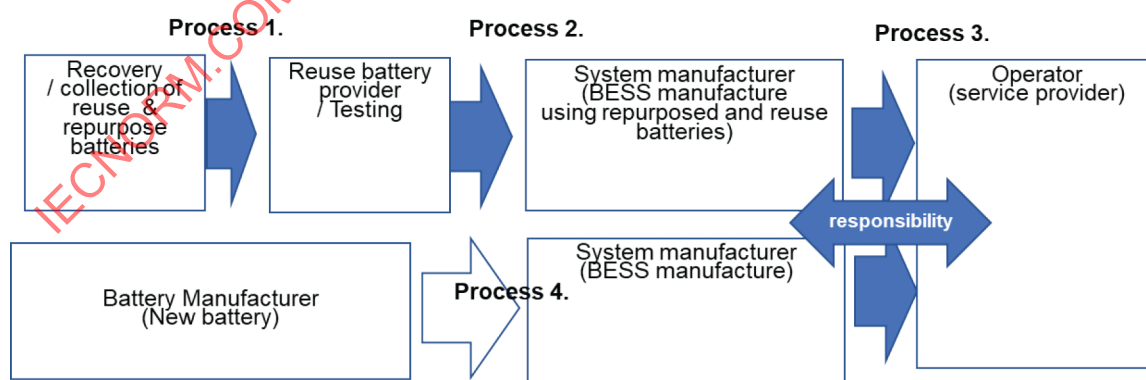 Process 1.
Process 2.
Process 3.
Recovery
/ collection of
reuse &
repurpose
batteries
Reuse battery
provider
/ Testing
System manufacturer
(BESS manufacture
using repurposed and reuse
batteries)
Operator
(service provider)
responsibility
Battery Manufacturer
(New battery)
Process 4.
System manufacturer
(BESS manufacture)
IECNORM.COM